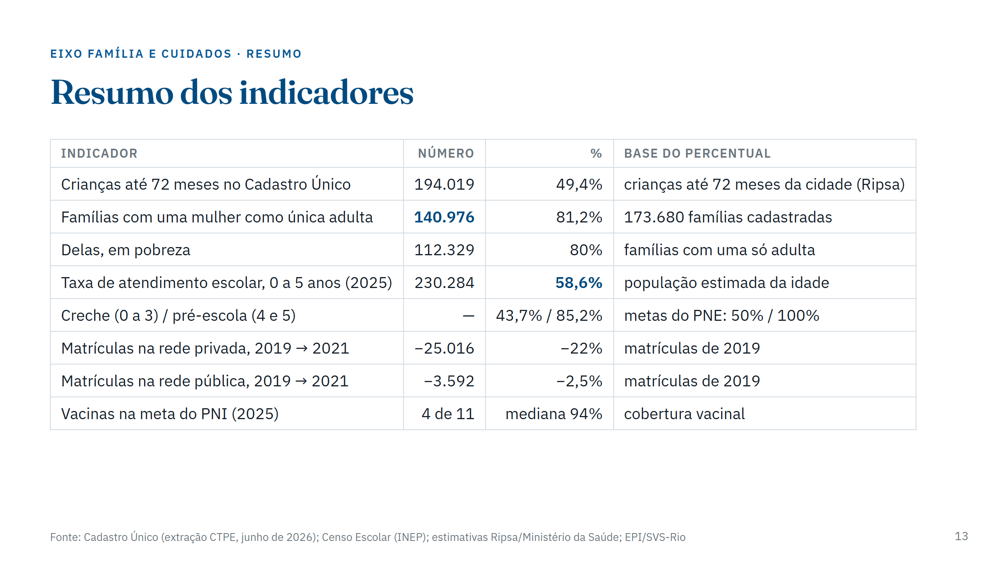 EIXO FAMÍLIA E CUIDADOS · RESUMO
Resumo dos indicadores
INDICADOR NÚMERO % BASE DO PERCENTUAL
Crianças até 72 meses no Cadastro Único 194.019 49,4% crianças até 72 meses da cidade (Ripsa)
Famílias com uma mulher como única adulta 140.976 81,2% 173.680 famílias cadastradas
Delas, em pobreza 112.329 80% famílias com uma só adulta
Taxa de atendimento escolar, 0 a 5 anos (2025) 230.284 58,6% população estimada da idade
Creche (0 a 3) / pré-escola (4 e 5) — 43,7% / 85,2% metas do PNE: 50% / 100%
Matrículas na rede privada, 2019 → 2021 −25.016 −22% matrículas de 2019
Matrículas na rede pública, 2019 → 2021 −3.592 −2,5% matrículas de 2019
Vacinas na meta do PNI (2025) 4 de 11 mediana 94% cobertura vacinal
Fonte: Cadastro Único (extração CTPE, junho de 2026); Censo Escolar (INEP); estimativas Ripsa/Ministério da Saúde; EPI/SVS-Rio
13